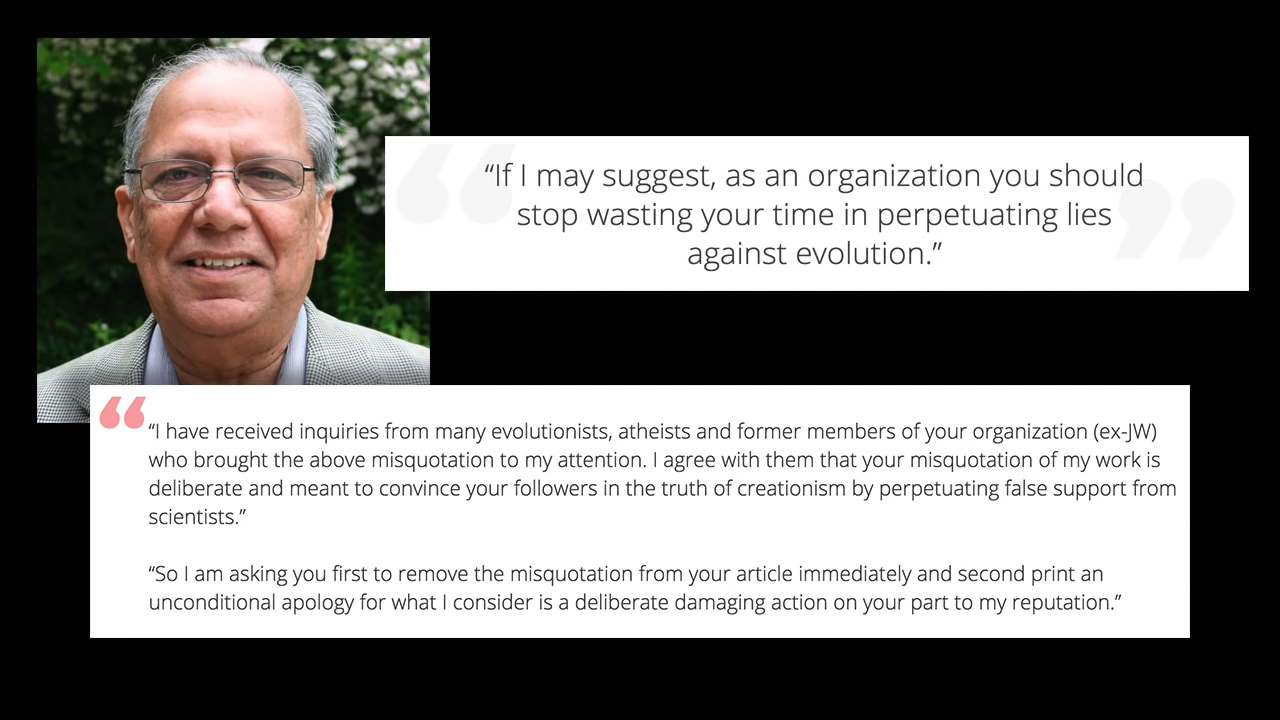 “If I may suggest, as an organization you should
stop wasting your time in perpetuating lies
against evolution.”
“I have received inquiries from many evolutionists, atheists and former members of your organization (ex-JW)
who brought the above misquotation to my attention. I agree with them that your misquotation of my work is
deliberate and meant to convince your followers in the truth of creationism by perpetuating false support from
scientists.”
“So I am asking you first to remove the misquotation from your article immediately and second print an
unconditional apology for what I consider is a deliberate damaging action on your part to my reputation.”